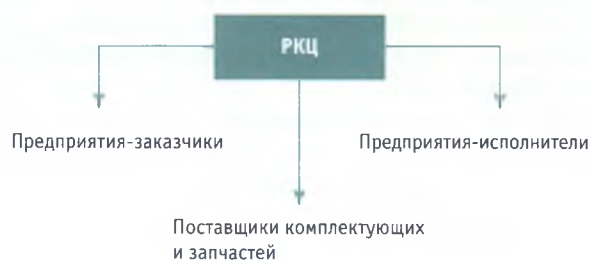 РКЦ
Предприятия-заказчики
Предприятия-исполнители
Поставщики комплектующих
и запчастей